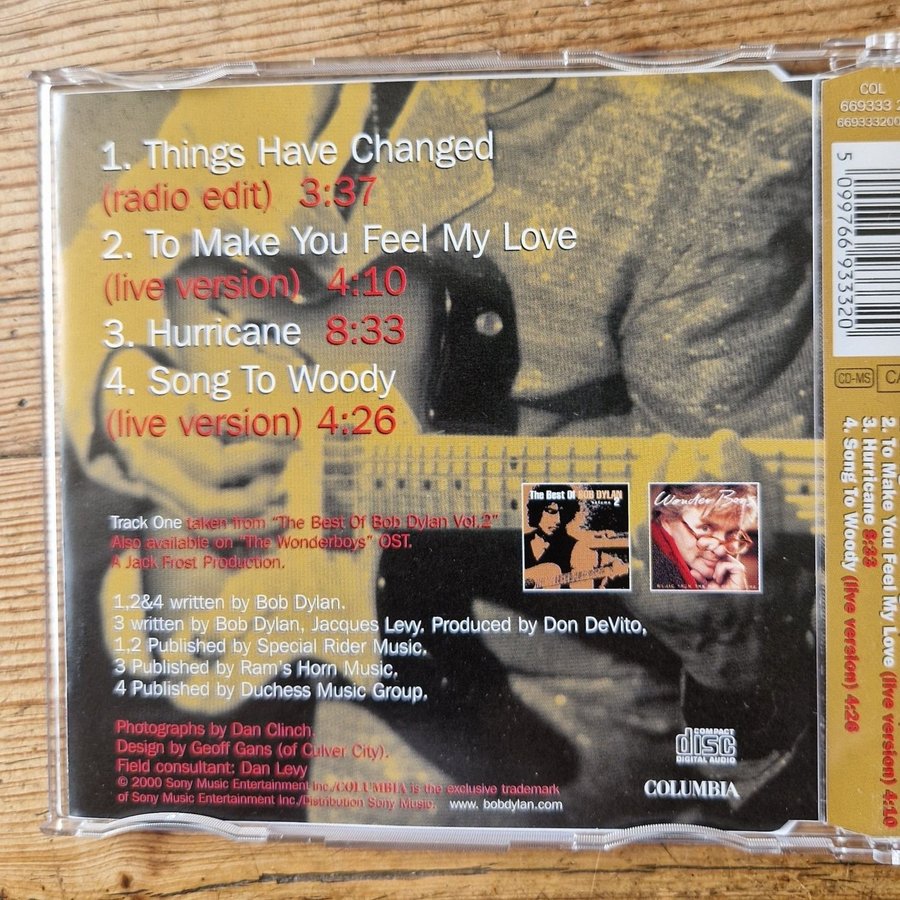 1. Things Have Changed
(radio edit) 3:37
2. To Make You Feel My Love
(live version) 4:10
3. Hurricane 8:33
4. Song To Woody
(live version) 4:26
The Best Of BOB DYLAN
volume 2
Wonder Boys
Track One taken from "The Best Of Bob Dylan Vol.2"
Also available on "The Wonderboys" OST.
A Jack Frost Production.
1,2&4 written by Bob Dylan.
3 written by Bob Dylan, Jacques Levy. Produced by Don DeVito,
1,2 Published by Special Rider Music.
3 Published by Ram's Horn Music.
4 Published by Duchess Music Group.
Photographs by Dan Clinch.
Design by Geoff Gans (of Culver City).
Field consultant: Dan Levy
© 2000 Sony Music Entertainment Inc./COLUMBIA is the exclusive trademark
of Sony Music Entertainment Inc./Distribution Sony Music. www.bobdylan.com
COMPACT
disc
DIGITAL AUDIO
COLUMBIA
COL
669333 2
669333200
5 099766 933320
CD-MS
2. To Make You Feel My Love (live version) 4:10
3. Hurricane 8:33
4. Song To Woody (live version) 4:26